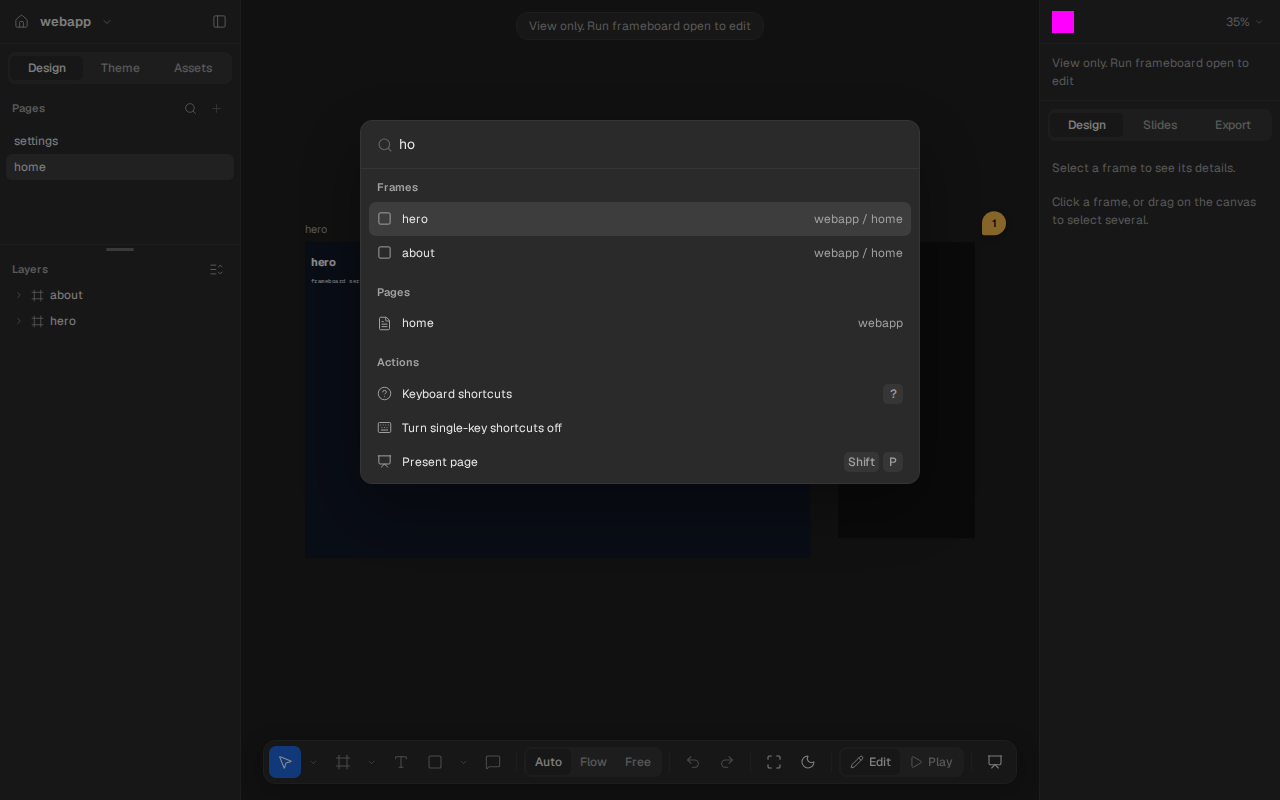 webapp
View only. Run frameboard open to edit
35%
Design Theme Assets
View only. Run frameboard open to
edit
Pages
Design Slides Export
settings
home
ho
Select a frame to see its details.
Click a frame, or drag on the canvas
to select several.
Frames
hero webapp / home
about webapp / home
1
hero
hero
Layers
about
hero
Pages
home webapp
Actions
Keyboard shortcuts ?
Turn single-key shortcuts off
Present page Shift P
Auto Flow Free
Edit Play